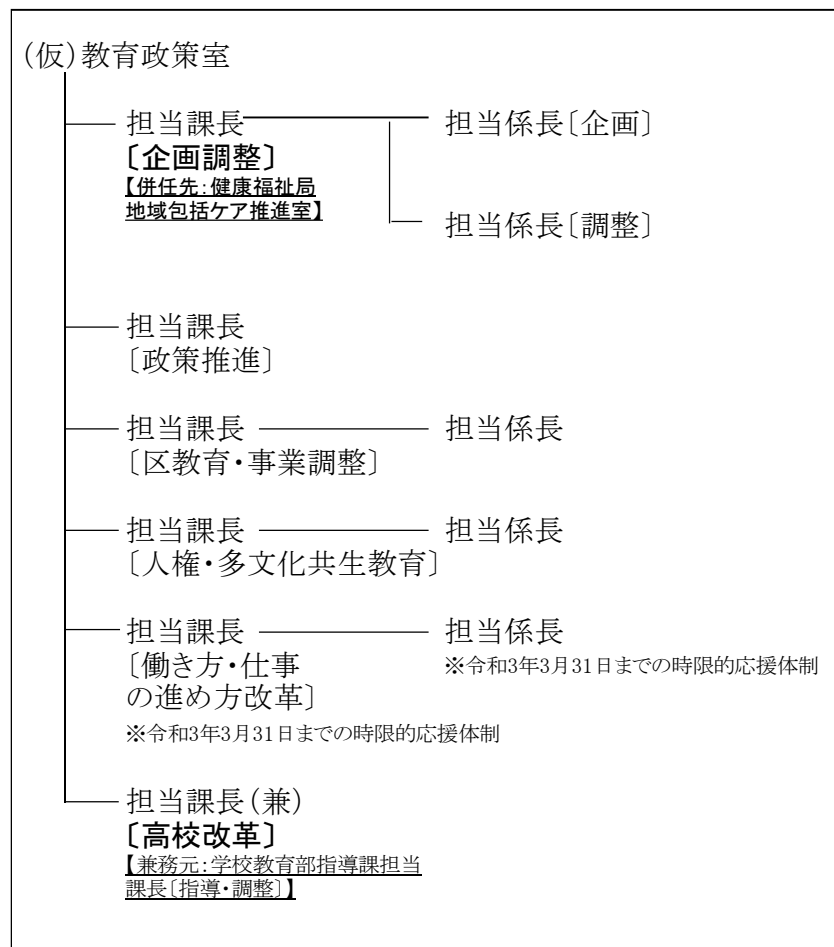 (仮)教育政策室
担当課長
〔企画調整〕
【併任先:健康福祉局
地域包括ケア推進室】
担当係長〔企画〕
担当係長〔調整〕
担当課長
〔政策推進〕
担当課長
〔区教育・事業調整〕
担当係長
担当課長
〔人権・多文化共生教育〕
担当係長
担当課長
〔働き方・仕事
の進め方改革〕
※令和3年3月31日までの時限的応援体制
担当係長
※令和3年3月31日までの時限的応援体制
担当課長(兼)
〔高校改革〕
【兼務元:学校教育部指導課担当
課長〔指導・調整〕】